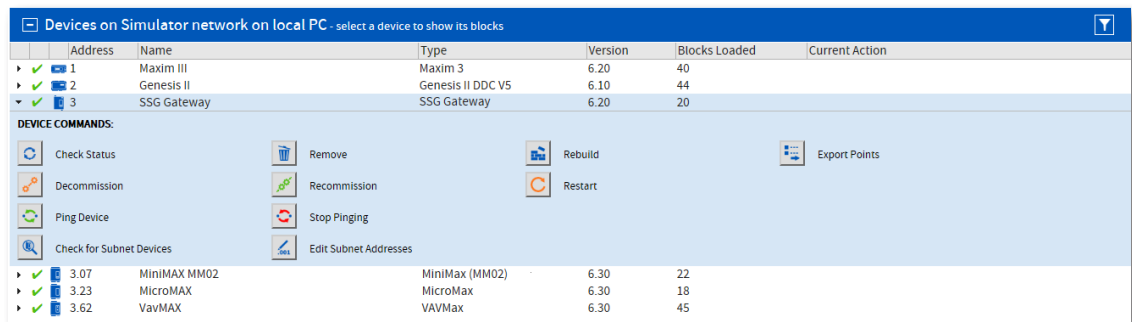 Devices on Simulator network on local PC - select a device to show its blocks
Address Name Type Version Blocks Loaded Current Action
1 Maxim III Maxim 3 6.20 40
2 Genesis II Genesis II DDC V5 6.10 44
3 SSG Gateway SSG Gateway 6.20 20
DEVICE COMMANDS:
Check Status Remove Rebuild Export Points
Decommission Recommission Restart
Ping Device Stop Pinging
Check for Subnet Devices .001 Edit Subnet Addresses
3.07 MiniMAX MM02 MiniMax (MM02) 6.30 22
3.23 MicroMAX MicroMax 6.30 18
3.62 VavMAX VAVMax 6.30 45